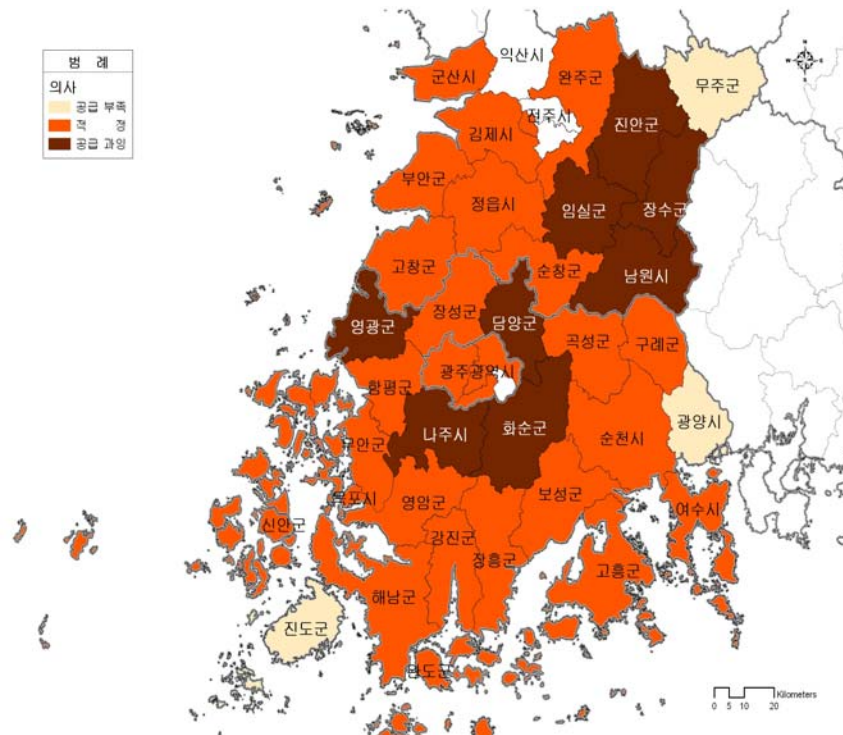 범 례
의사
공급 부족
적 정
공급 과잉
익산시
군산시
완주군
무주군
전주시
김제시
진안군
부안군
정읍시
임실군
장수군
고창군
순창군
남원시
영광군
장성군
담양군
곡성군
구례군
함평군
광주광역시
나주시
화순군
순천시
광양시
무안군
목포시
영암군
보성군
여수시
신안군
강진군
장흥군
고흥군
해남군
진도군
완도군
N
W
E
S
Kilometers
0 5 10 20